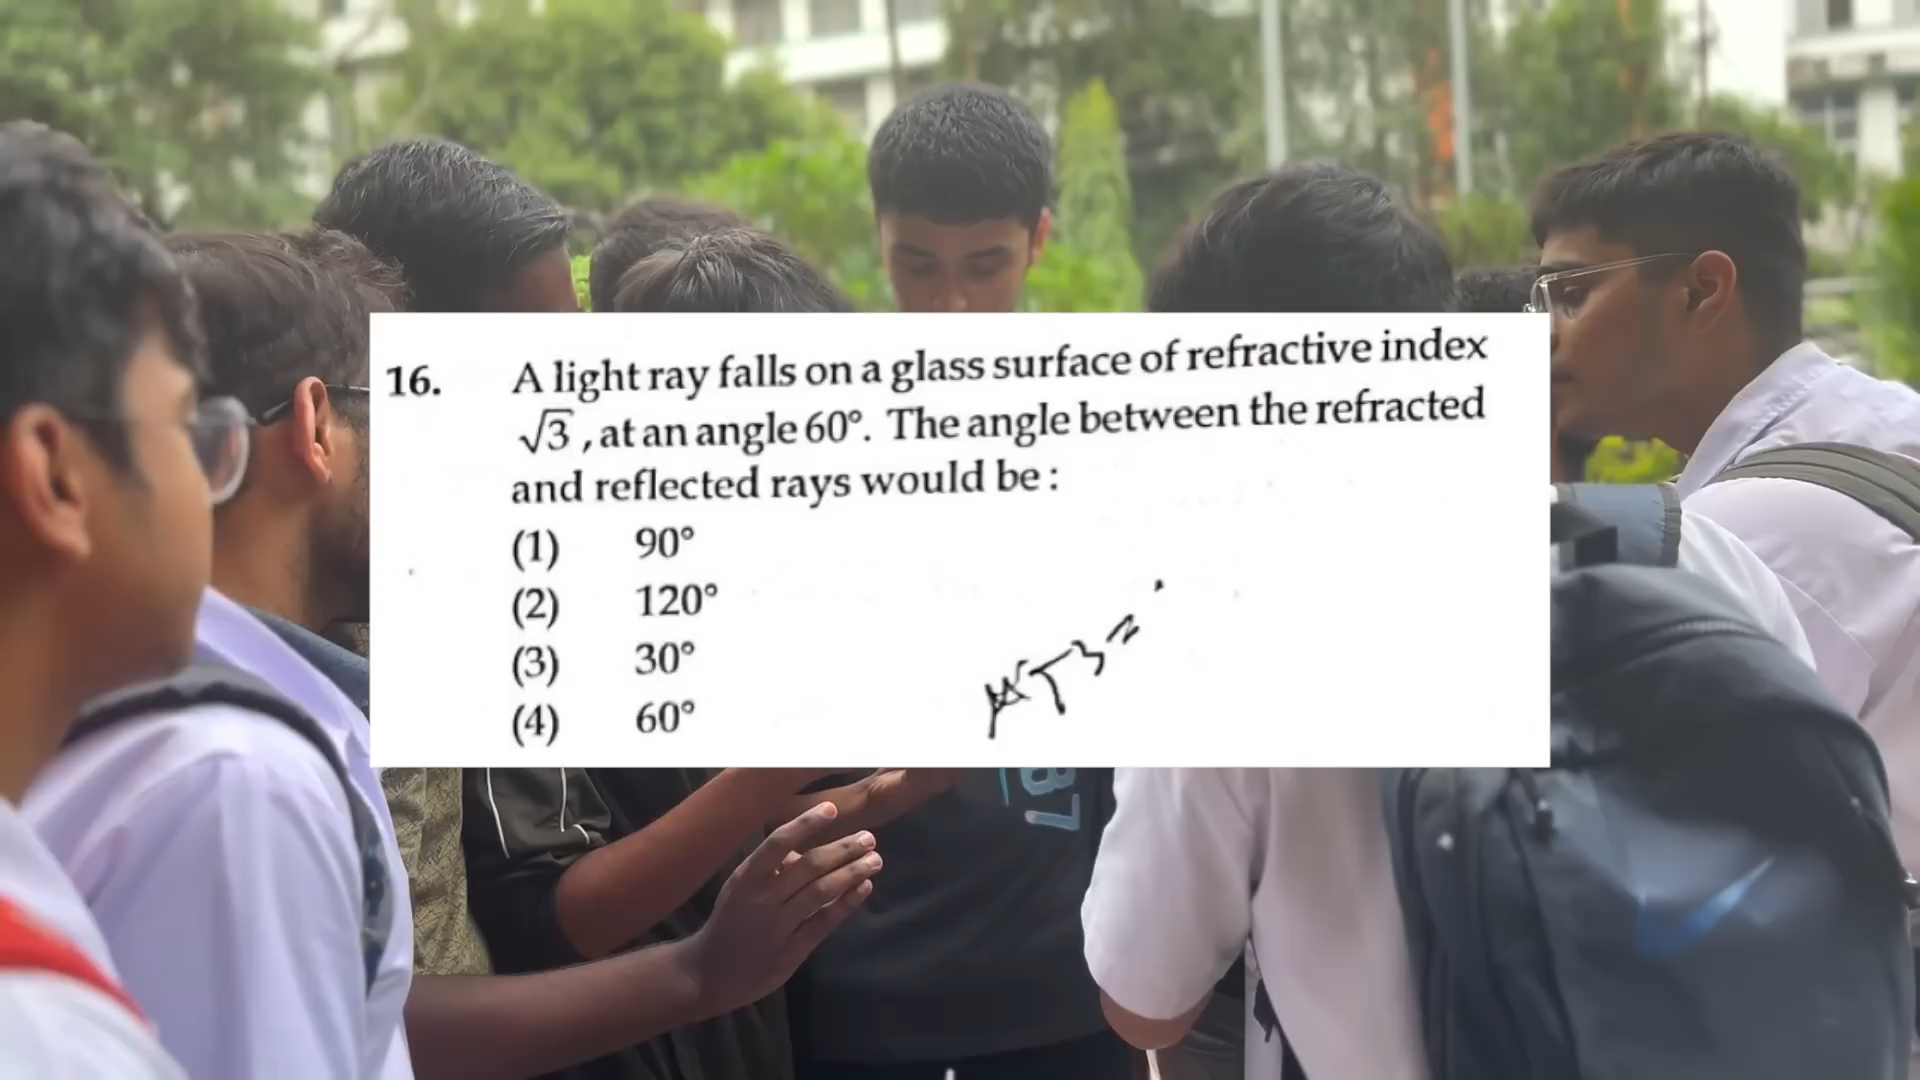 16. A light ray falls on a glass surface of refractive index
√3 , at an angle 60°. The angle between the refracted
and reflected rays would be :
(1) 90°
(2) 120°
(3) 30°
(4) 60°
87